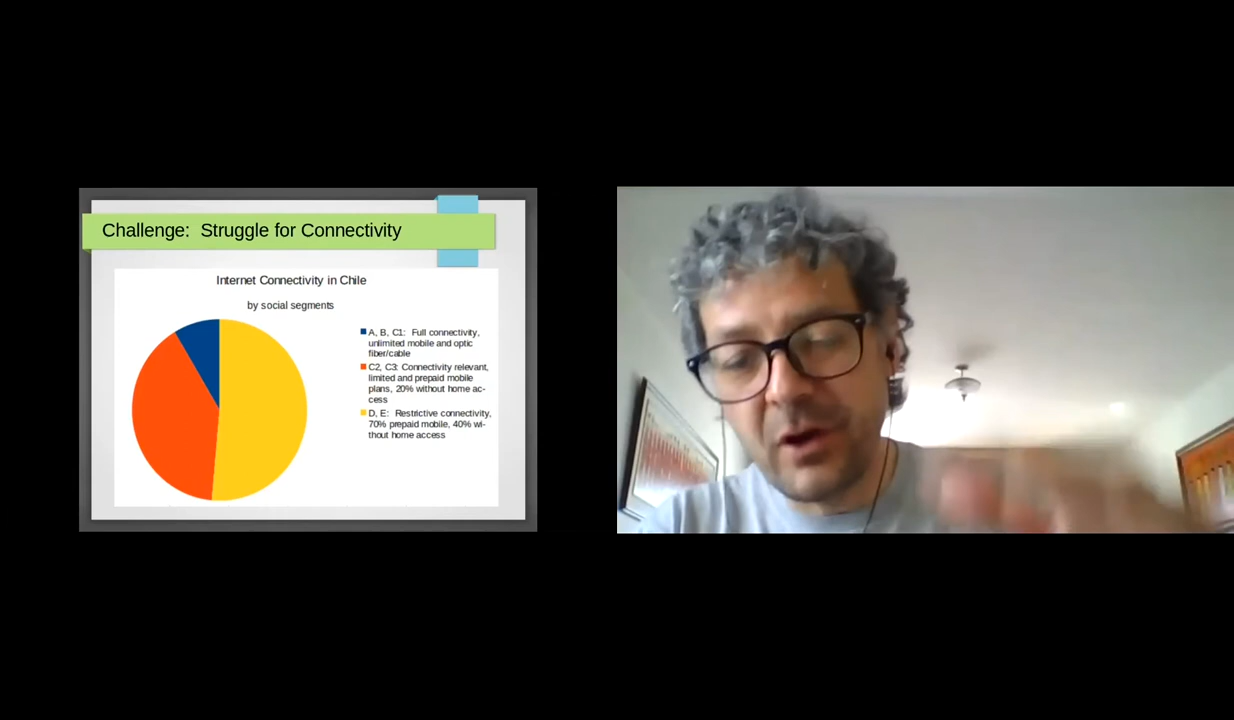 Challenge:  Struggle for Connectivity
Internet Connectivity in Chile
by social segments
A, B, C1:  Full connectivity,
unlimited mobile and optic
fiber/cable
C2, C3: Connectivity relevant,
limited and prepaid mobile
plans, 20% without home ac-
cess
D, E:  Restrictive connectivity,
70% prepaid mobile, 40% wi-
thout home access